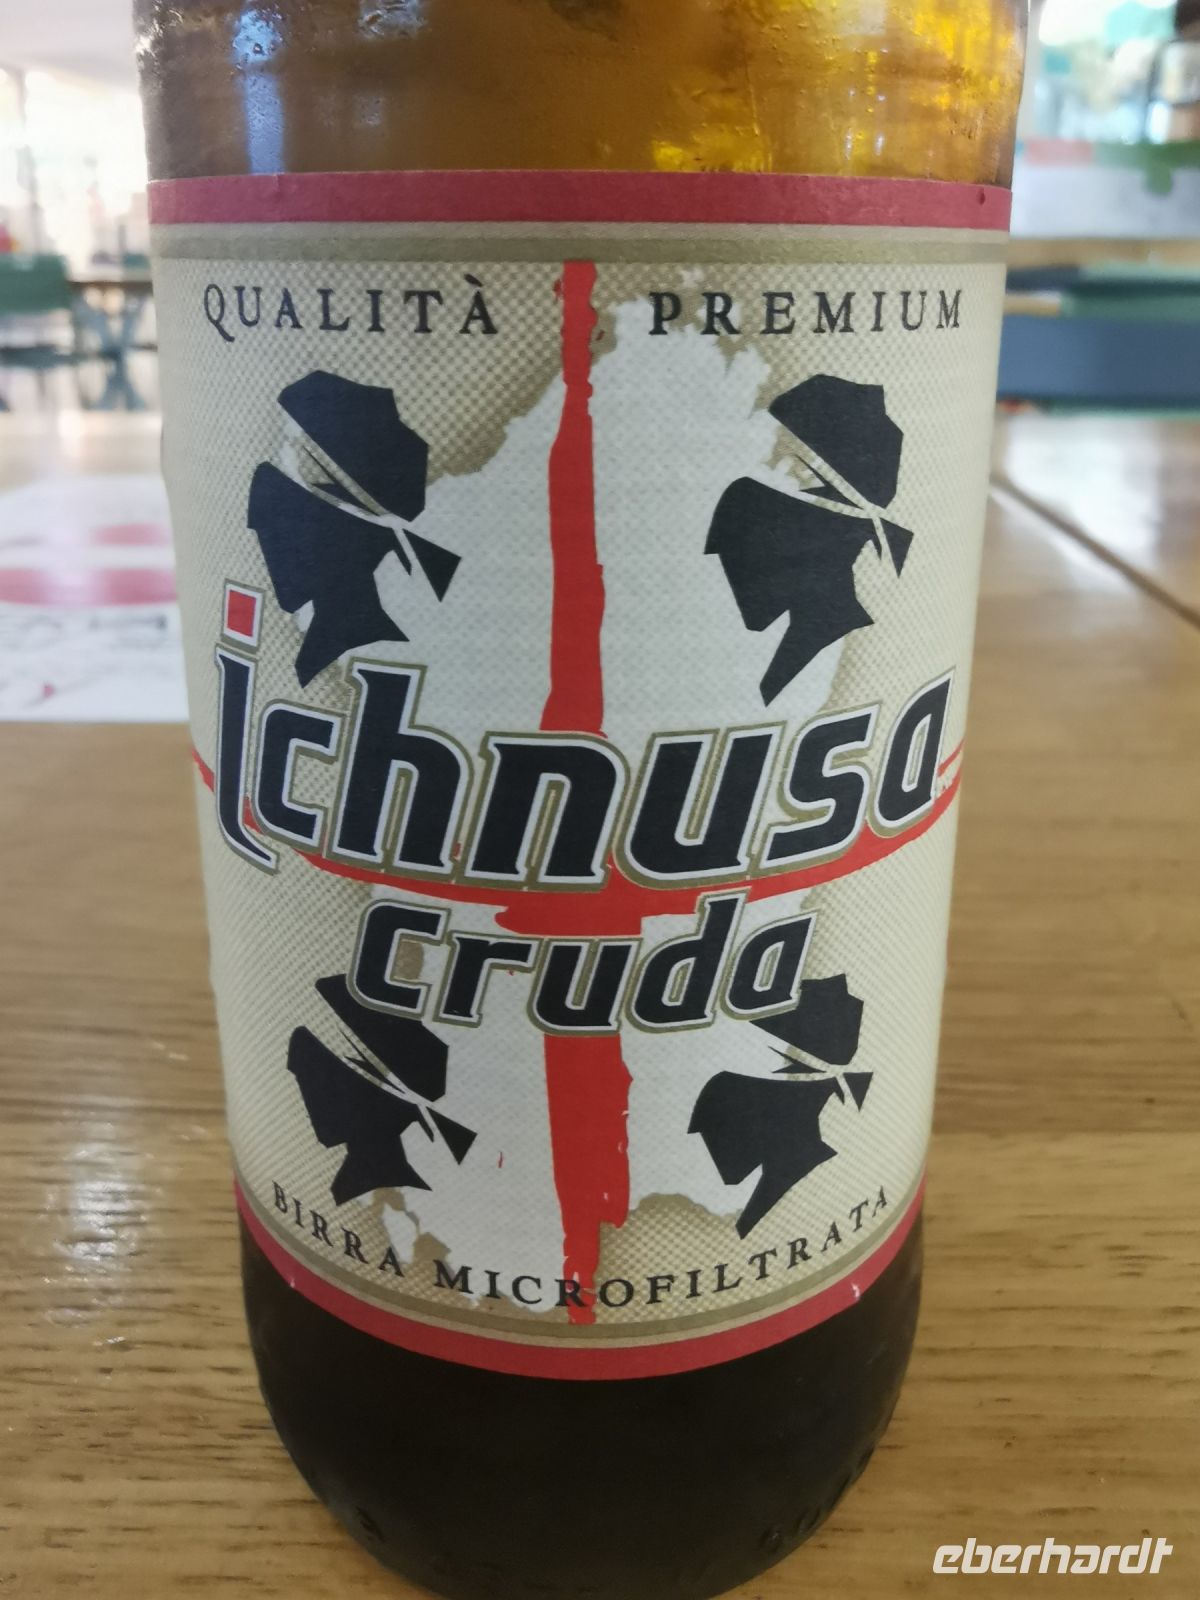 QUALITÀ PREMIUM
ichnusa
cruda
BIRRA MICROFILTRATA
eberhardt